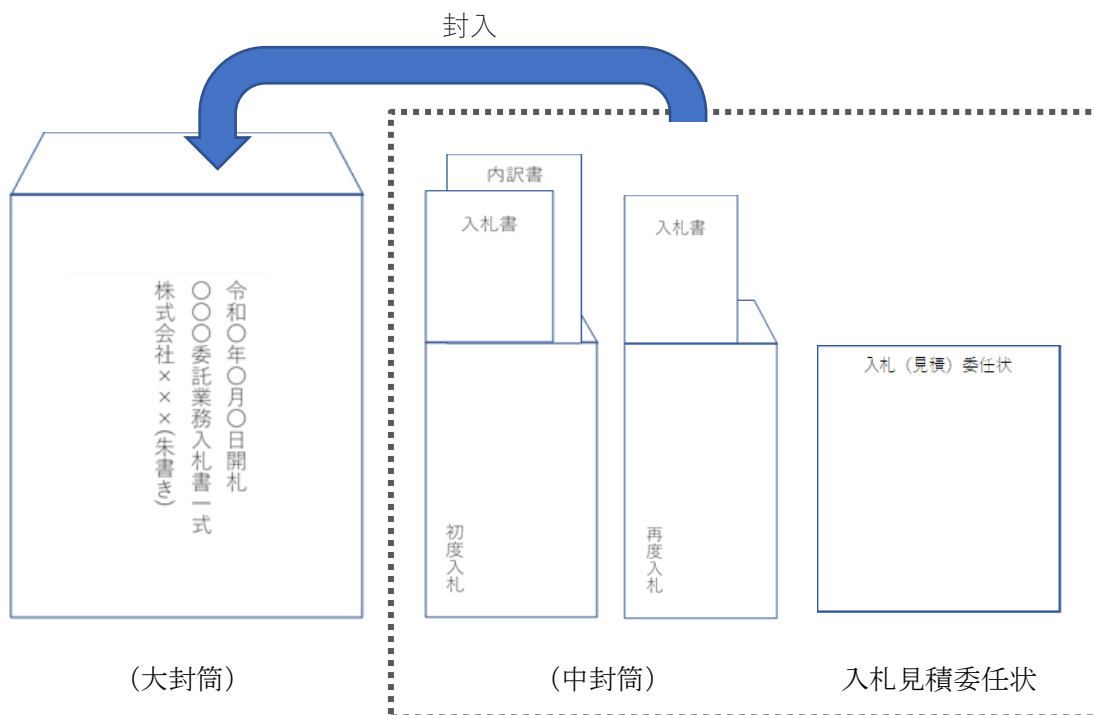 封入
令和〇年〇月〇日開札
〇〇〇委託業務入札書一式
株式会社×××(朱書き)
内訳書
入札書
初度入札
入札書
再度入札
入札（見積）委任状
（大封筒）
（中封筒）
入札見積委任状